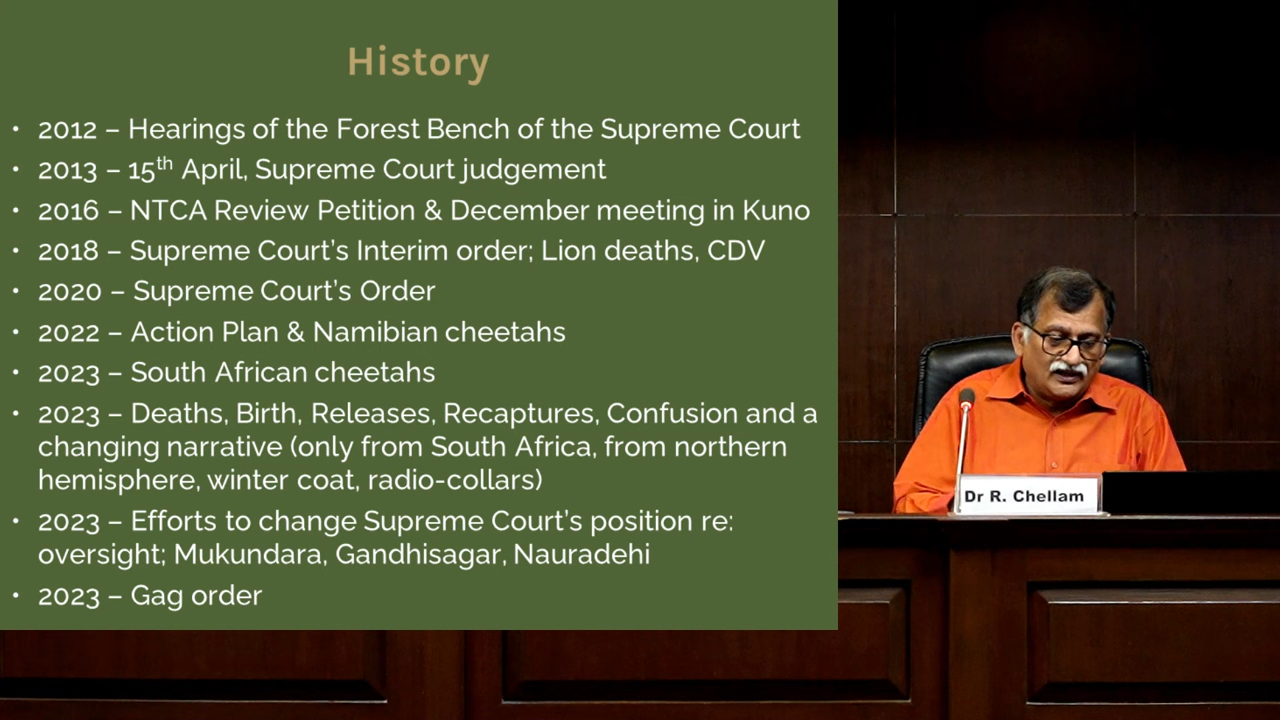 History
• 2012 – Hearings of the Forest Bench of the Supreme Court
• 2013 – 15th April, Supreme Court judgement
• 2016 – NTCA Review Petition & December meeting in Kuno
• 2018 – Supreme Court's Interim order; Lion deaths, CDV
• 2020 – Supreme Court's Order
• 2022 – Action Plan & Namibian cheetahs
• 2023 – South African cheetahs
• 2023 – Deaths, Birth, Releases, Recaptures, Confusion and a
changing narrative (only from South Africa, from northern
hemisphere, winter coat, radio-collars)
• 2023 – Efforts to change Supreme Court's position re:
oversight; Mukundara, Gandhisagar, Nauradehi
• 2023 – Gag order
Dr R. Chellam